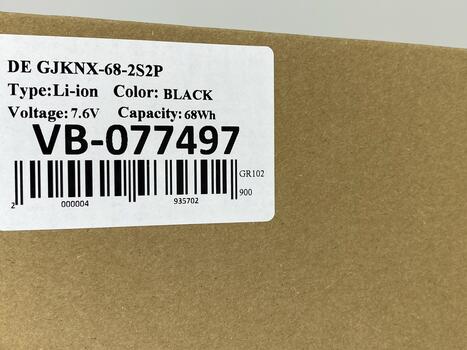 DE GJKNX-68-2S2P
Type:Li-ion Color: BLACK
Voltage: 7.6V Capacity: 68Wh
VB-077497
GR102
900
2 000004 935702